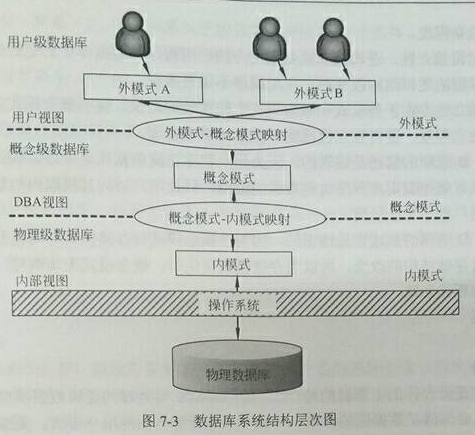 用户级数据库
外模式 A
外模式 B
用户视图
外模式-概念模式映射
外模式
概念级数据库
概念模式
DBA视图
概念模式-内模式映射
概念模式
物理级数据库
内模式
内部视图
内模式
操作系统
物理数据库
图 7-3 数据库系统结构层次图